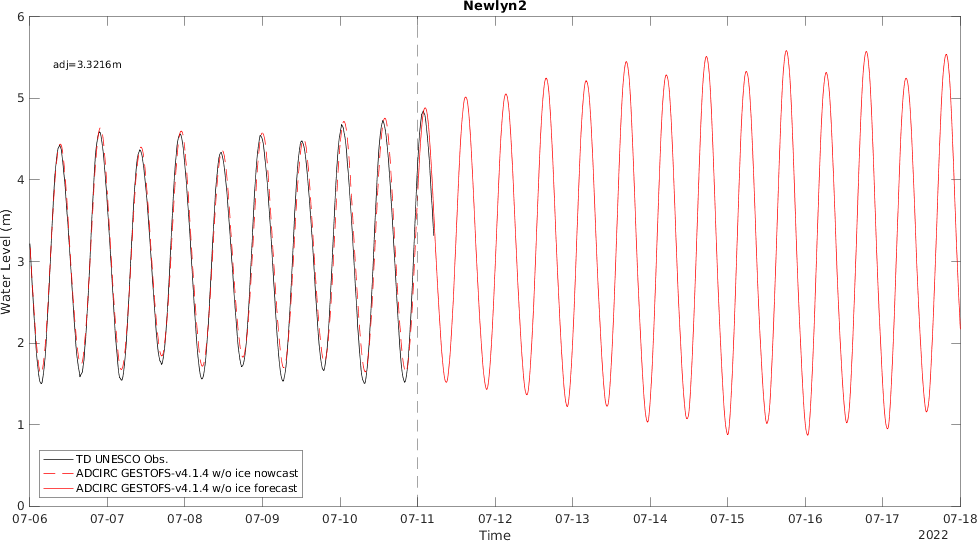 Newlyn2
adj=3.3216m
6
5
4
3
2
1
0
Water Level (m)
TD UNESCO Obs.
ADCIRC GESTOFS-v4.1.4 w/o ice nowcast
ADCIRC GESTOFS-v4.1.4 w/o ice forecast
07-06 07-07 07-08 07-09 07-10 07-11 07-12 07-13 07-14 07-15 07-16 07-17 07-18
Time
2022